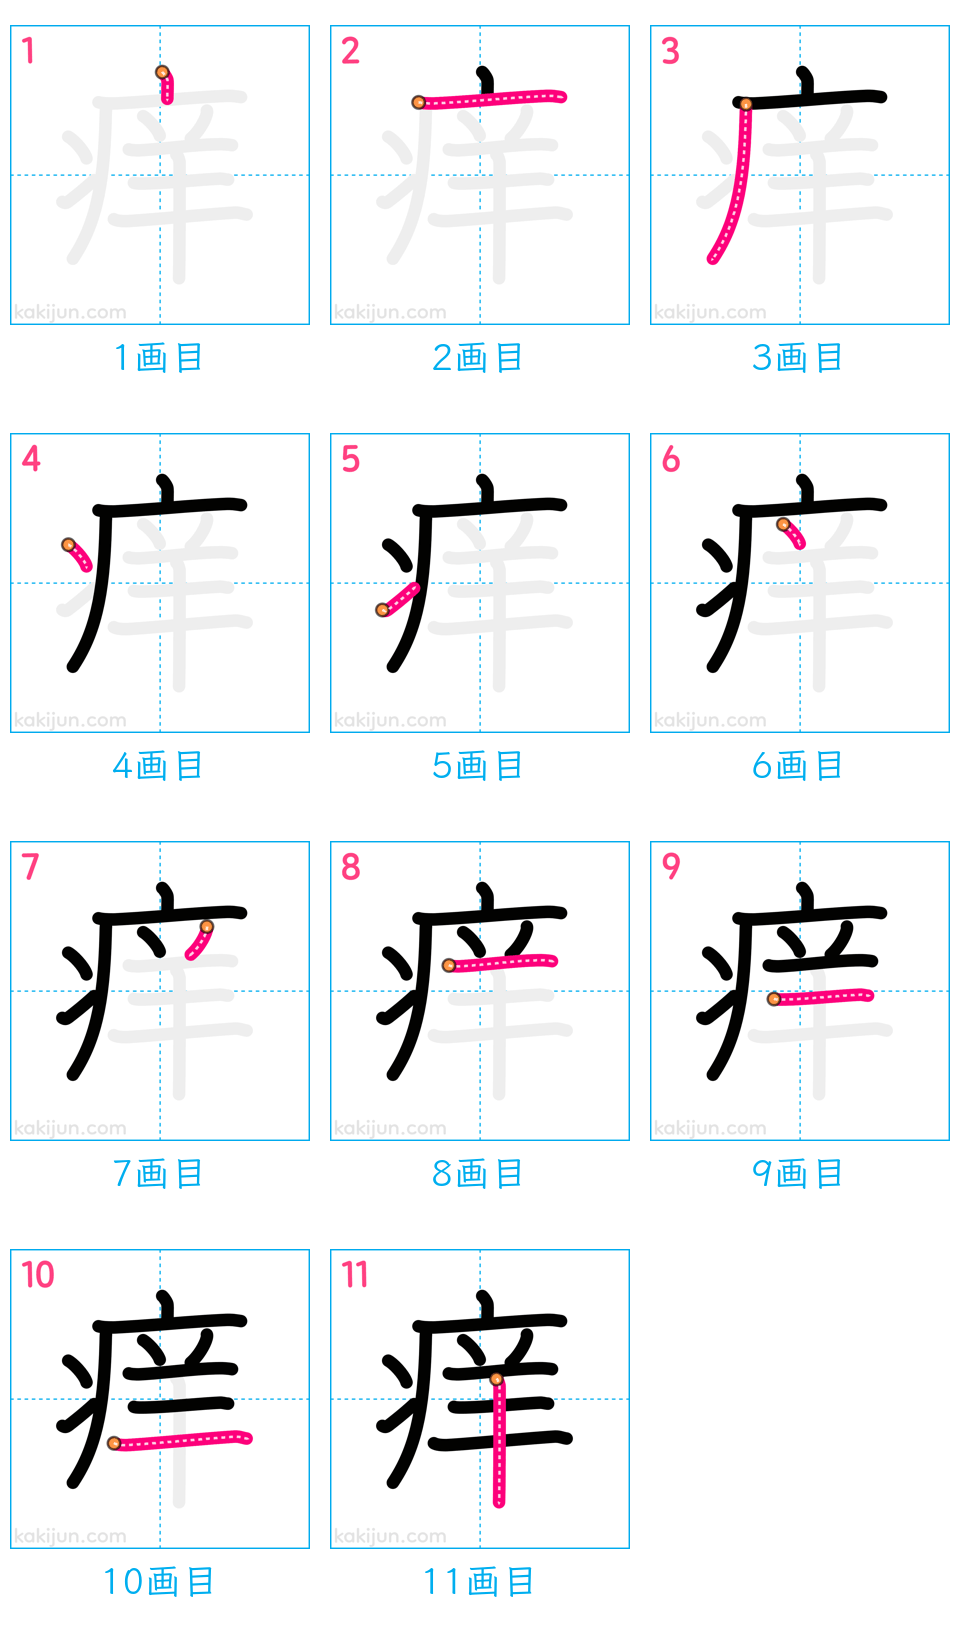 1 2 3
kakijun.com kakijun.com kakijun.com
1画目 2画目 3画目
4 5 6
kakijun.com kakijun.com kakijun.com
4画目 5画目 6画目
7 8 9
kakijun.com kakijun.com kakijun.com
7画目 8画目 9画目
10 11
痒 痒
kakijun.com kakijun.com
10画目 11画目